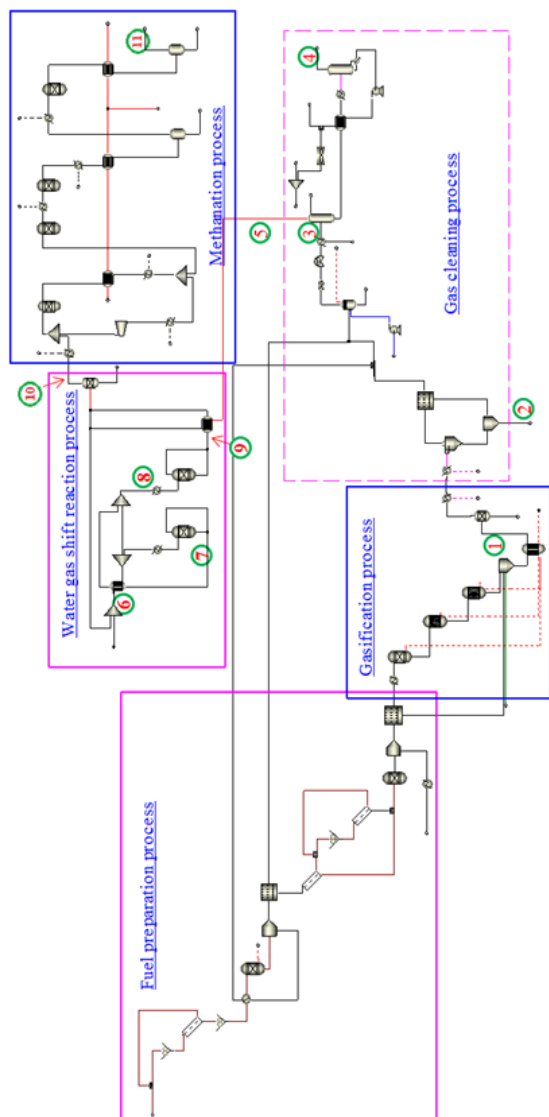 Fuel preparation process
Gasification process
1
Gas cleaning process
2
3
4
5
Water gas shift reaction process
6
7
8
9
10
Methanation process
11